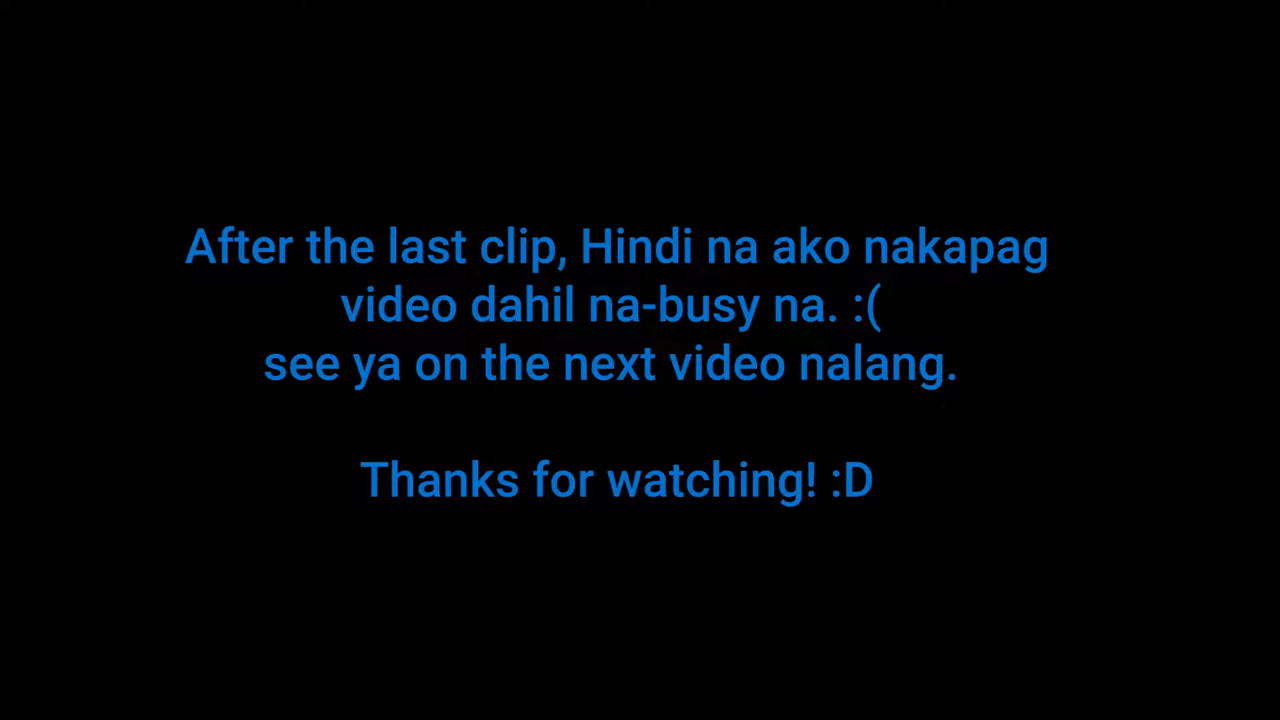 After the last clip, Hindi na ako nakapag
video dahil na-busy na. :(
see ya on the next video nalang.
Thanks for watching! :D